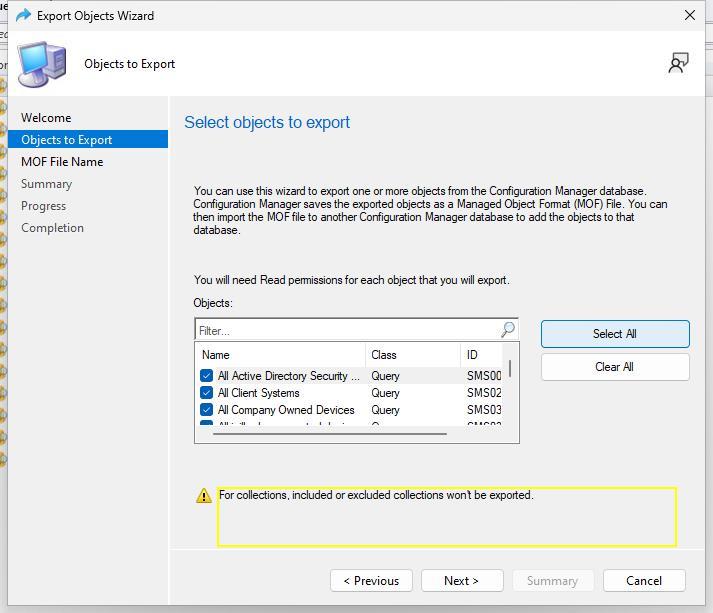 Export Objects Wizard
Objects to Export
Welcome
Objects to Export
MOF File Name
Summary
Progress
Completion
Select objects to export
You can use this wizard to export one or more objects from the Configuration Manager database.
Configuration Manager saves the exported objects as a Managed Object Format (MOF) File. You can
then import the MOF file to another Configuration Manager database to add the objects to that
database.
You will need Read permissions for each object that you will export.
Objects:
Filter...
Select All
Name Class ID
Clear All
All Active Directory Security ... Query SMS00
All Client Systems Query SMS02
All Company Owned Devices Query SMS03
For collections, included or excluded collections won't be exported.
< Previous Next > Summary Cancel